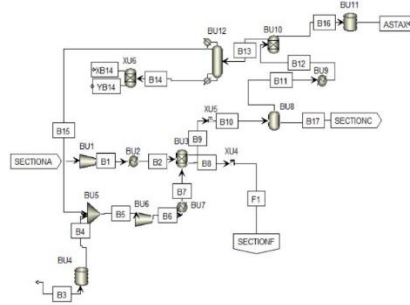 B16
BU11
ASTAX
BU12
BU10
B13
B12
XU6
XB14
YB14
B14
B11
BU9
XU5
BU8
B15
B9
B10
B17
SECTIONC
SECTIONA
BU1
B1
BU2
B2
BU3
B8
XU4
B7
BU5
B5
BU6
B6
BU7
B4
F1
BU4
B3
SECTIONF